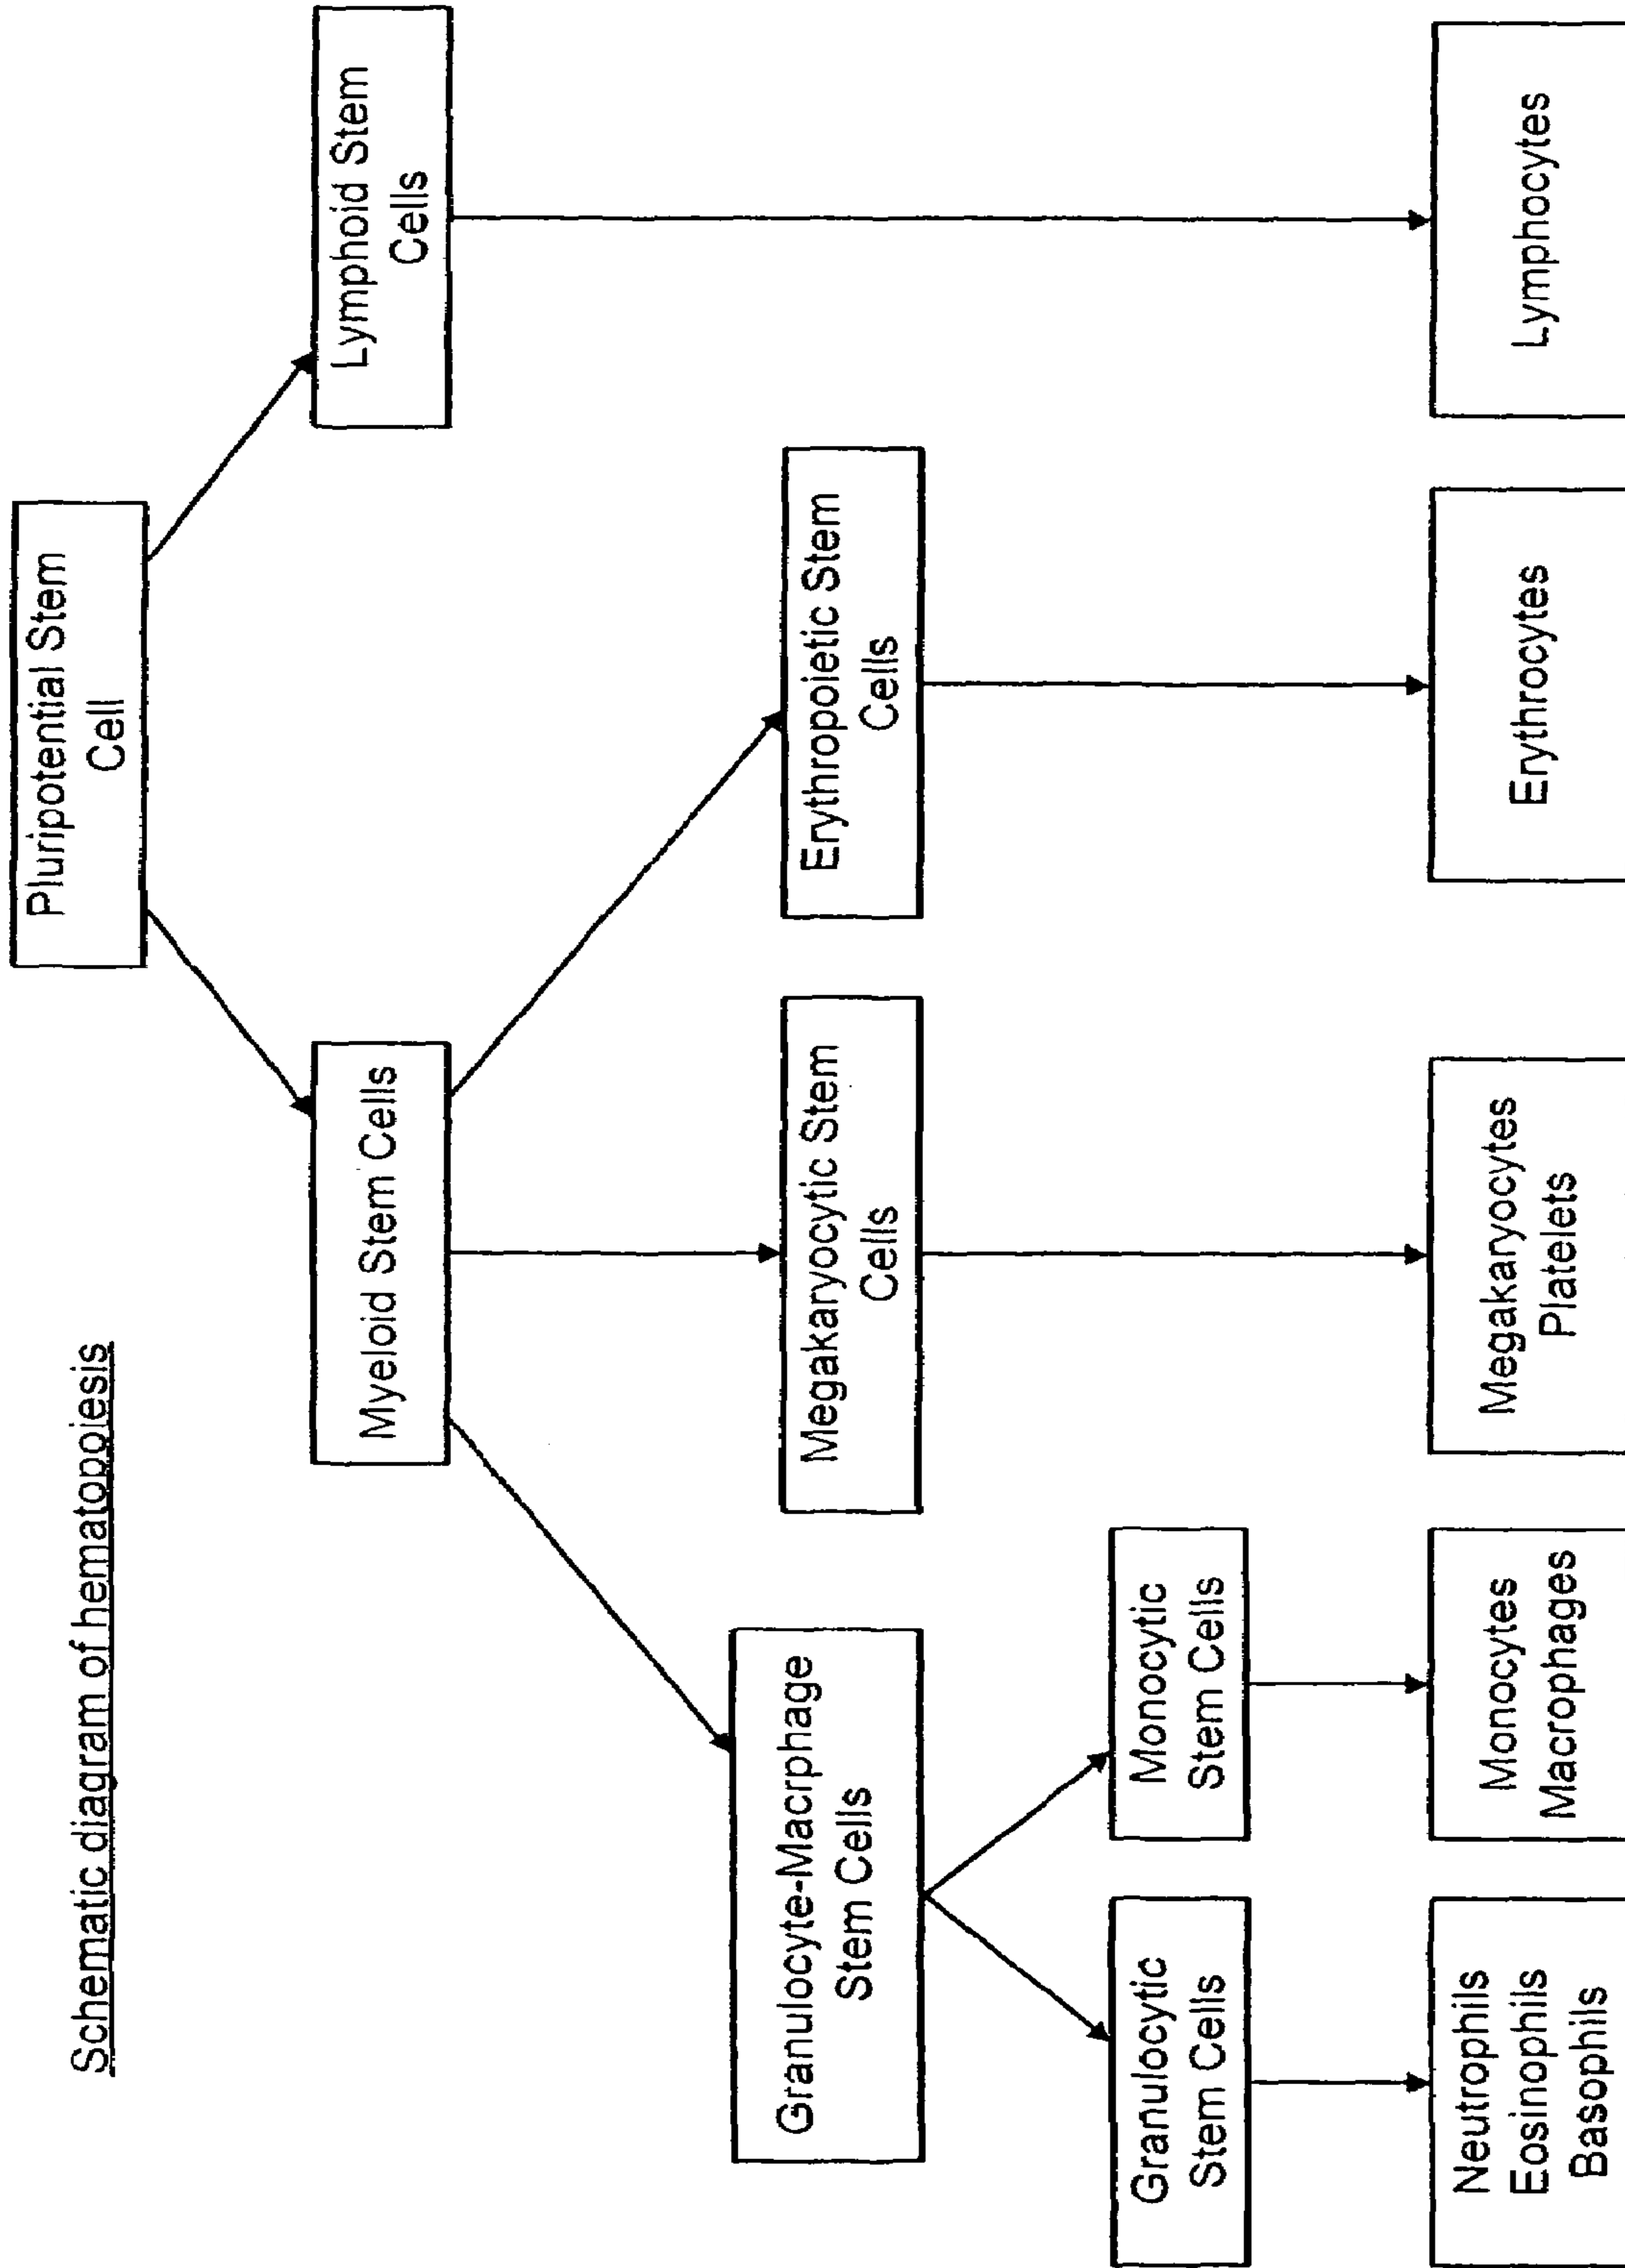 Schematic diagram of hematopoiesis
Pluripotential Stem
Cell
Myeloid Stem Cells
Lymphoid Stem
Cells
Granulocyte-Macrphage
Stem Cells
Megakaryocytic Stem
Cells
Erythropoietic Stem
Cells
Granulocytic
Stem Cells
Monocytic
Stem Cells
Neutrophils
Eosinophils
Basophils
Monocytes
Macrophages
Megakaryocytes
Platelets
Erythrocytes
Lymphocytes